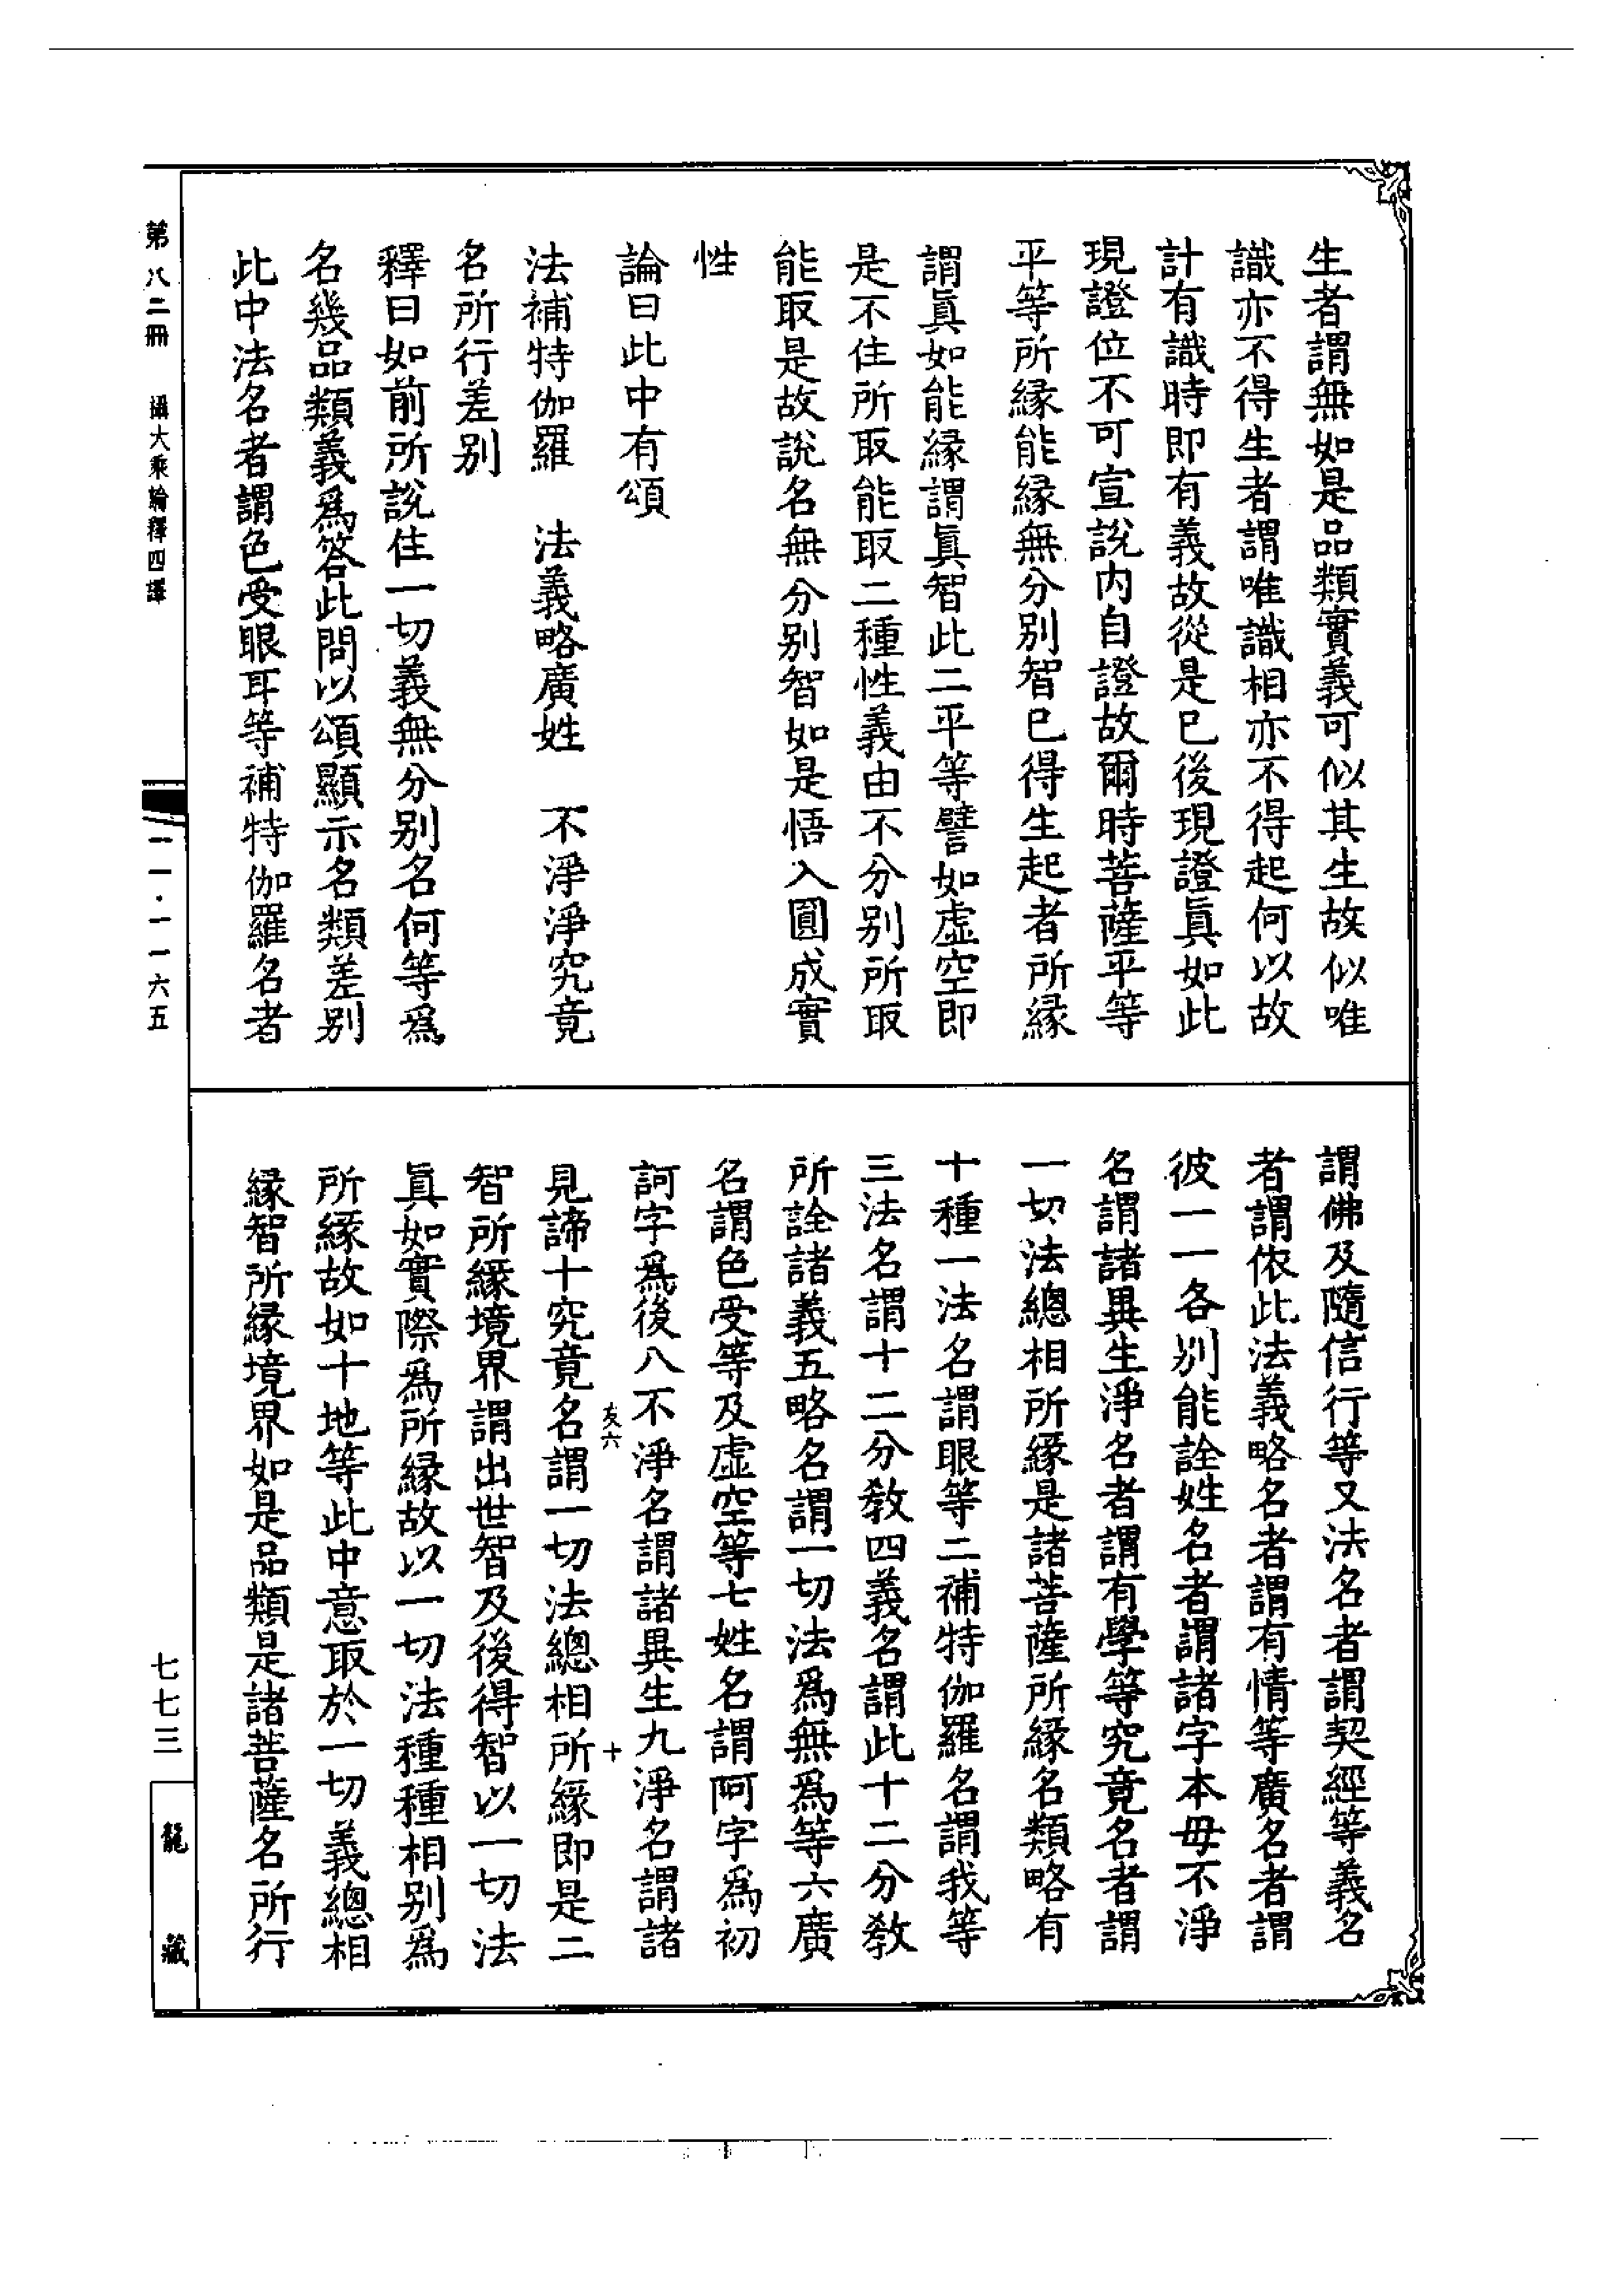 生者謂無如是品類實義可似其生故似唯
識亦不得生者謂唯識相亦不得起何以故
計有識時即有義故從是已後現證眞如此
現證位不可宣說內自證故爾時菩薩平等
平等所緣能緣無分別智已得生起者所緣
謂眞如能緣謂眞智此二平等譬如虛空即
是不住所取能取二種性義由不分別所取
能取是故說名無分別智如是悟入圓成實
性
論曰此中有頌
法補特伽羅　法義略廣姓　不淨淨究竟
名所行差別
釋曰如前所說住一切義無分別名何等爲
名幾品類義爲答此問以頌顯示名類差別
此中法名者謂色受眼耳等補特伽羅名者
謂佛及隨信行等又法名者謂契經等義名
者謂依此法義略名者謂有情等廣名者謂
彼一一各別能詮姓名者謂諸字本母不淨
名謂諸異生淨名者謂有學等究竟名者謂
一切法總相所緣是諸菩薩所緣名類略有
十種一法名謂眼等二補特伽羅名謂我等
三法名謂十二分教四義名謂此十二分教
所詮諸義五略名謂一切法爲無爲等六廣
名謂色受等及虛空等七姓名謂阿字爲初
訶字爲後八不淨名謂諸異生九淨名謂諸
友六　十
見諦十究竟名謂一切法總相所緣即是二
智所緣境界謂出世智及後得智以一切法
眞如實際爲所緣故以一切法種種相別爲
所緣故如十地等此中意取於一切義總相
緣智所緣境界如是品類是諸菩薩名所行
第八二冊　攝大乘論釋四譯
一一·一一六五
七七三
龍藏